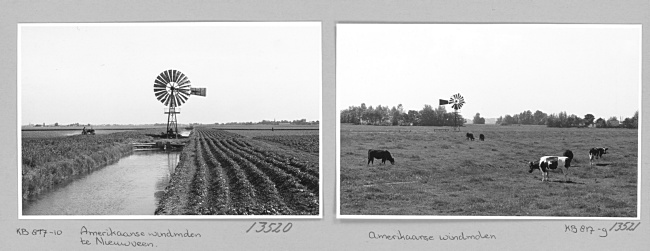 KB 817-10 Amerikaanse windmolen 13520
te Nieuwveen.
Amerikaanse windmolen KB 817-9 13521